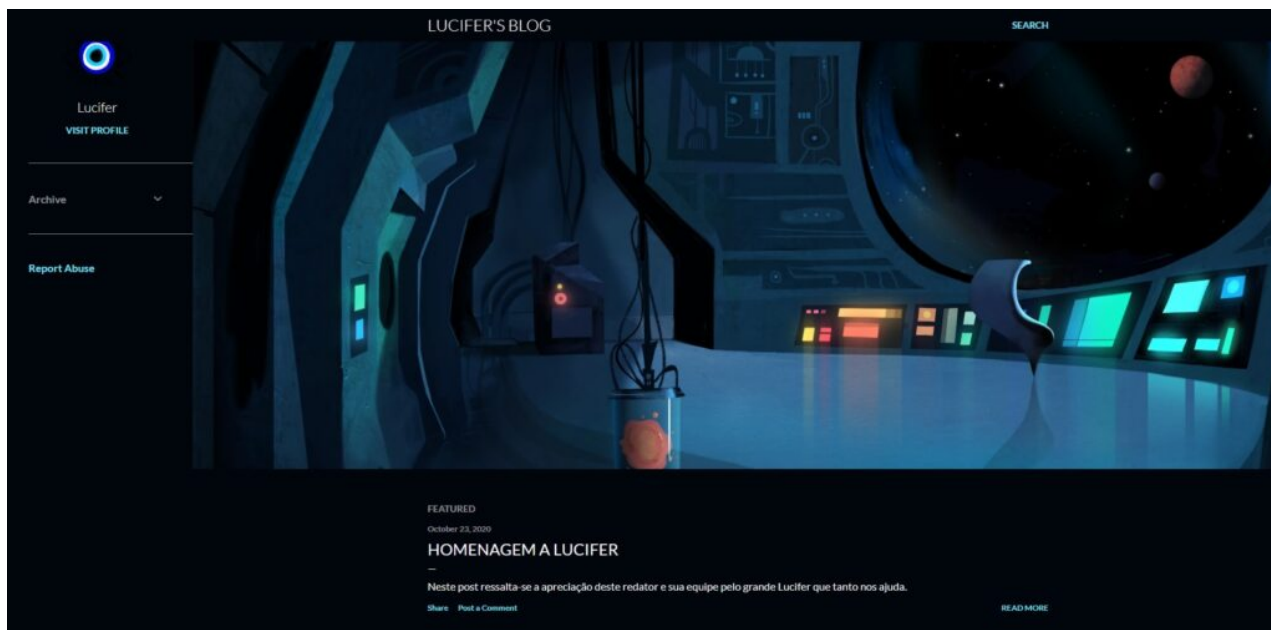 LUCIFER'S BLOG
SEARCH
Lucifer
VISIT PROFILE
Archive
Report Abuse
FEATURED
October 23, 2020
HOMENAGEM A LUCIFER
Neste post ressalta-se a apreciação deste redator e sua equipe pelo grande Lucifer que tanto nos ajuda.
Share Post a Comment
READ MORE